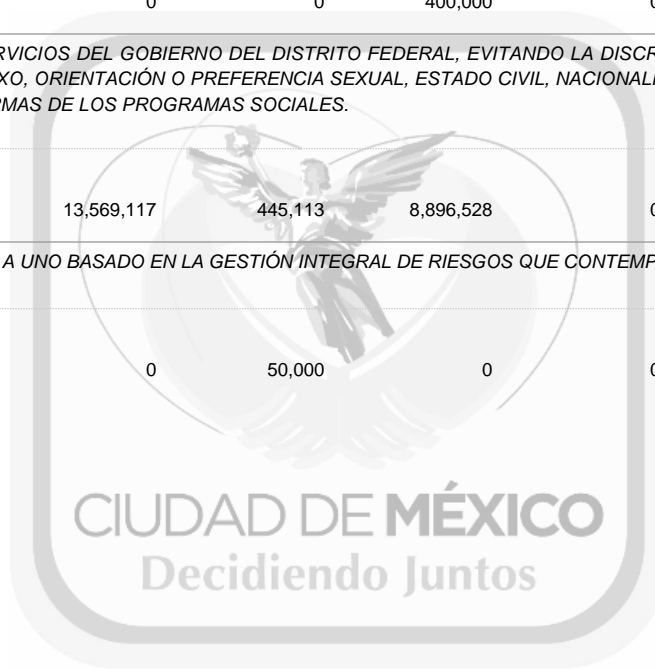 0 0 400,000 0
RVICIOS DEL GOBIERNO DEL DISTRITO FEDERAL, EVITANDO LA DISCR
XO, ORIENTACIÓN O PREFERENCIA SEXUAL, ESTADO CIVIL, NACIONALI
RMAS DE LOS PROGRAMAS SOCIALES.
13,569,117 445,113 8,896,528 0
A UNO BASADO EN LA GESTIÓN INTEGRAL DE RIESGOS QUE CONTEMP
0 50,000 0 0
CIUDAD DE MÉXICO
Decidiendo Juntos